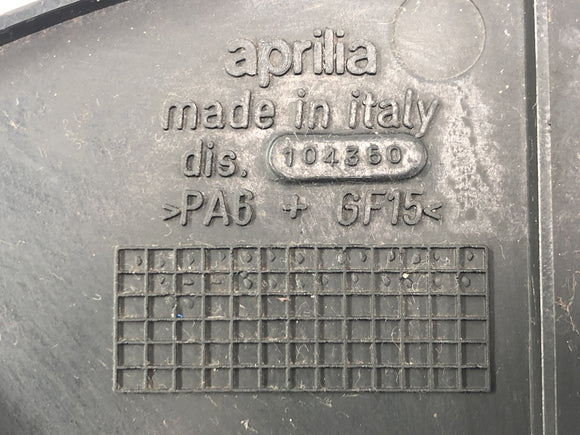 aprilia
made in italy
dis. 104360
>PA6 + GF15<